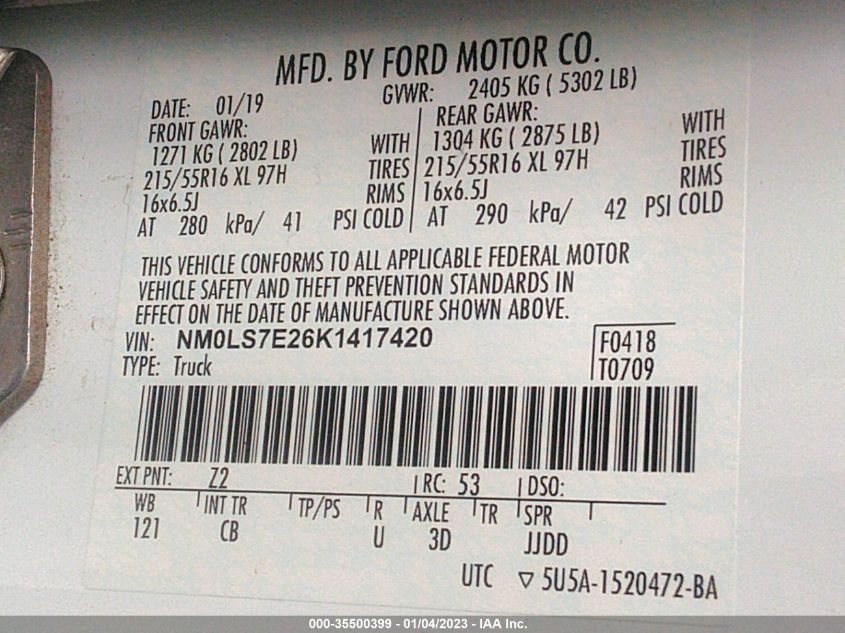 MFD. BY FORD MOTOR CO.
DATE: 01/19 GVWR: 2405 KG ( 5302 LB)
FRONT GAWR: REAR GAWR:
1271 KG ( 2802 LB) WITH 1304 KG ( 2875 LB) WITH
215/55R16 XL 97H TIRES 215/55R16 XL 97H TIRES
16x6.5J RIMS 16x6.5J RIMS
AT 280 kPa/ 41 PSI COLD AT 290 kPa/ 42 PSI COLD
THIS VEHICLE CONFORMS TO ALL APPLICABLE FEDERAL MOTOR
VEHICLE SAFETY AND THEFT PREVENTION STANDARDS IN
EFFECT ON THE DATE OF MANUFACTURE SHOWN ABOVE.
VIN: NM0LS7E26K1417420 F0418
TYPE: Truck T0709
EXT PNT: Z2 RC: 53 DSO:
WB INT TR TP/PS R AXLE TR SPR
121 CB U 3D JJDD
UTC ▽ 5U5A-1520472-BA
000-35500399 - 01/04/2023 - IAA Inc.